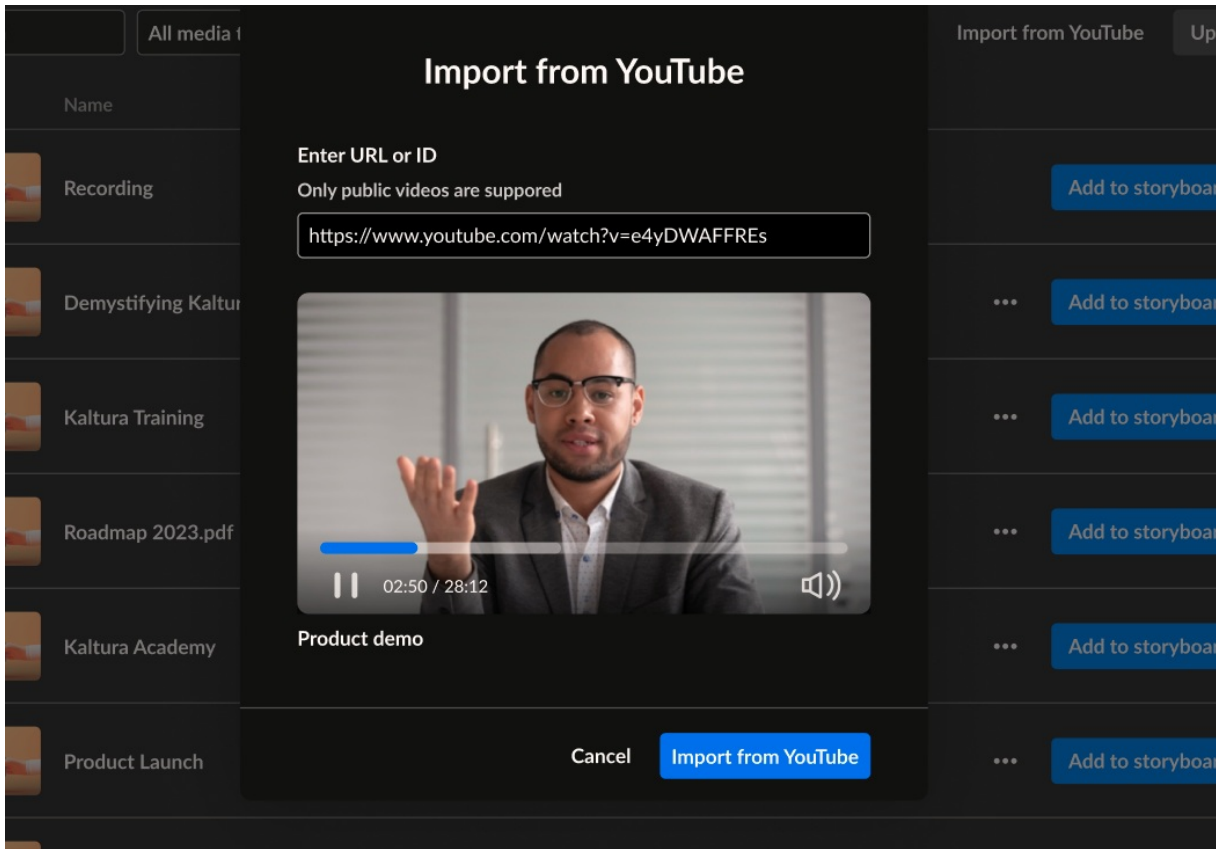 All media t
Import from YouTube
Up
Name
Import from YouTube
Enter URL or ID
Only public videos are suppored
https://www.youtube.com/watch?v=e4yDWAFFREs
Recording
Add to storyboar
Demystifying Kaltur
••• Add to storyboar
Kaltura Training
••• Add to storyboar
Roadmap 2023.pdf
••• Add to storyboar
02:50 / 28:12
Product demo
Kaltura Academy
••• Add to storyboar
Product Launch
••• Add to storyboar
Cancel
Import from YouTube